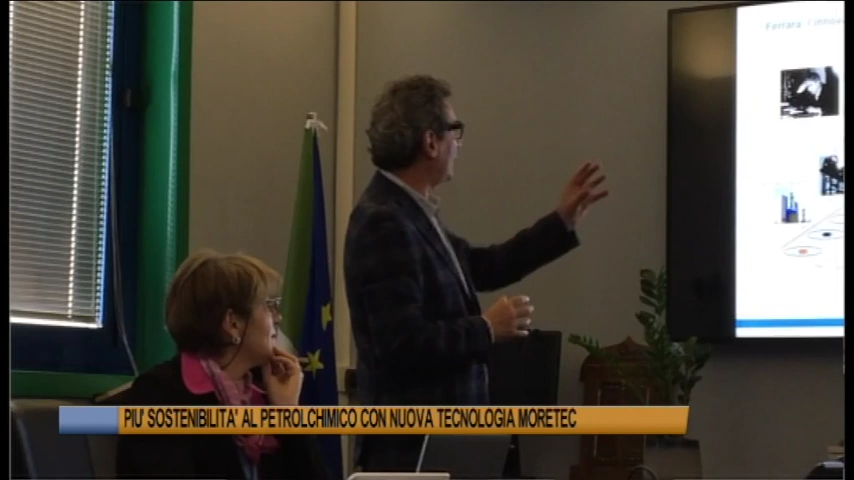 Ferrara l'innov
PIU' SOSTENIBILITA' AL PETROLCHIMICO CON NUOVA TECNOLOGIA MORETEC